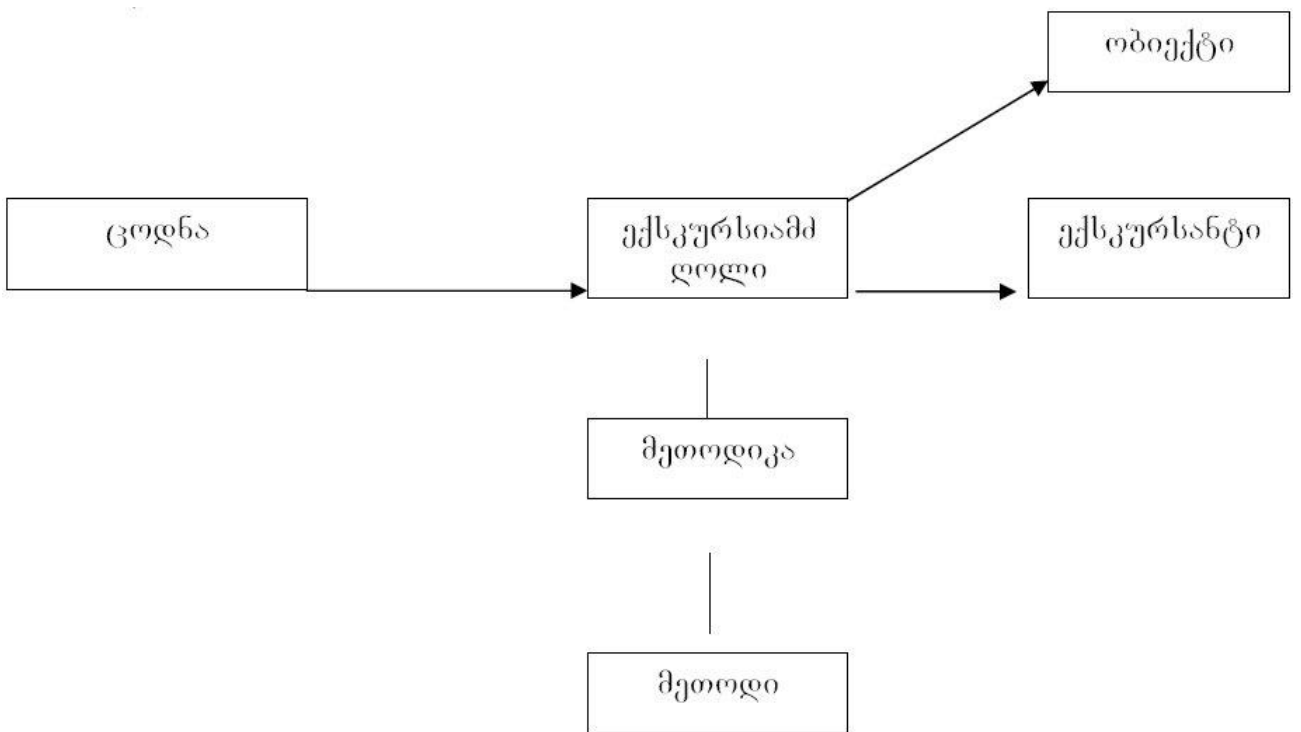 ობიექტი
ცოდნა
ექსკურსიამძ
ღოლი
ექსკურსანტი
მეთოდიკა
მეთოდი